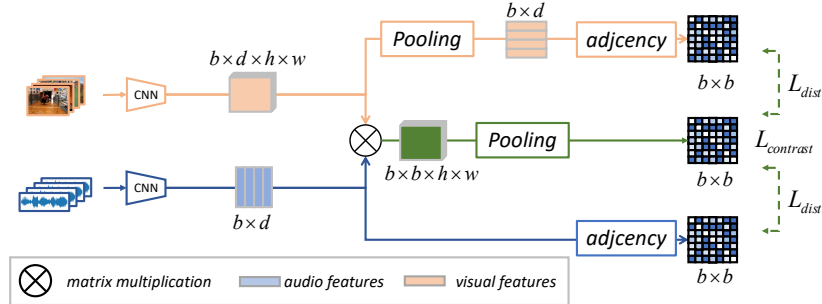 b×d
Pooling
adjcency
b×d×h×w
CNN
b×b
L_dist
Pooling
L_contrast
b×b×h×w
b×b
CNN
b×d
L_dist
adjcency
b×b
matrix multiplication
audio features
visual features